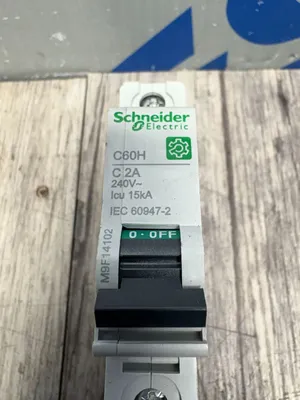 Schneider
Electric
C60H
C 2A
240V~
Icu 15kA
IEC 60947-2
O·OFF
M9F14102